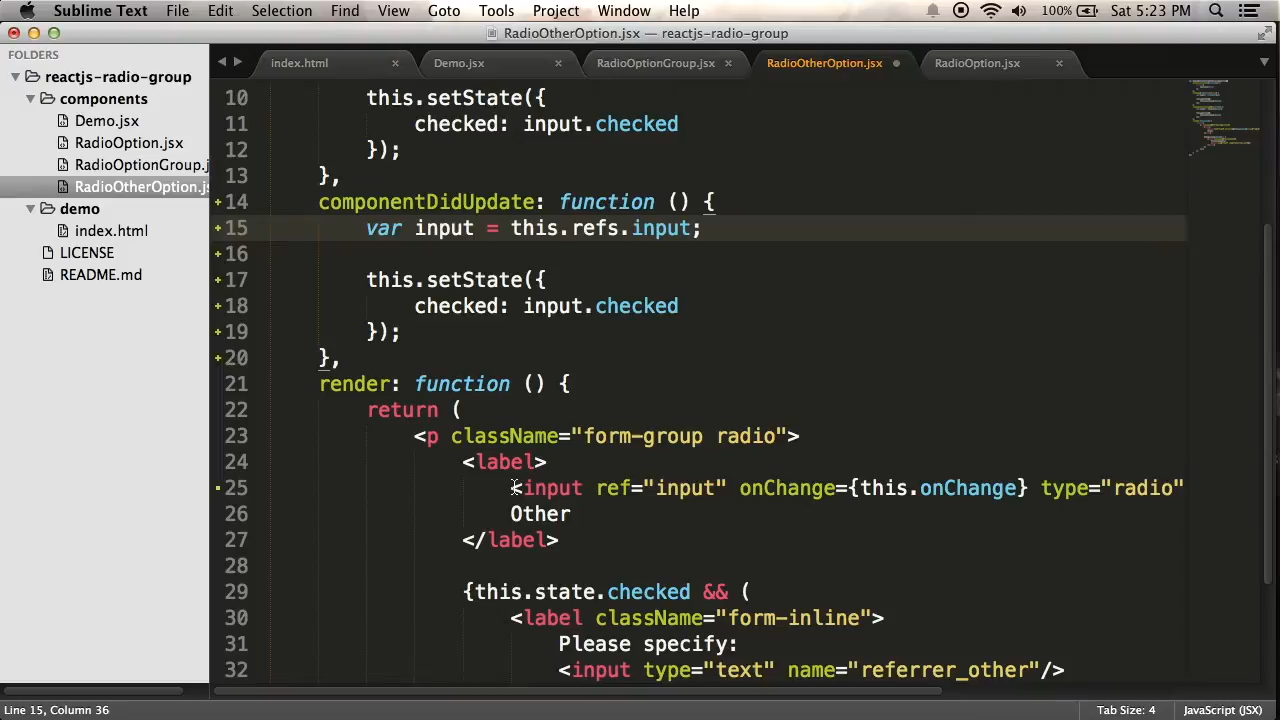 Sublime Text File Edit Selection Find View Goto Tools Project Window Help 100% Sat 5:23 PM
RadioOtherOption.jsx — reactjs-radio-group
FOLDERS
reactjs-radio-group
components
Demo.jsx
RadioOption.jsx
RadioOptionGroup.j
RadioOtherOption.js
demo
index.html
LICENSE
README.md
index.html Demo.jsx RadioOptionGroup.jsx RadioOtherOption.jsx RadioOption.jsx
10 this.setState({
11 checked: input.checked
12 });
13 },
14 componentDidUpdate: function () {
15 var input = this.refs.input;
16
17 this.setState({
18 checked: input.checked
19 });
20 },
21 render: function () {
22 return (
23 <p className="form-group radio">
24 <label>
25 <input ref="input" onChange={this.onChange} type="radio"
26 Other
27 </label>
28
29 {this.state.checked && (
30 <label className="form-inline">
31 Please specify:
32 <input type="text" name="referrer_other"/>
Line 15, Column 36 Tab Size: 4 JavaScript (JSX)